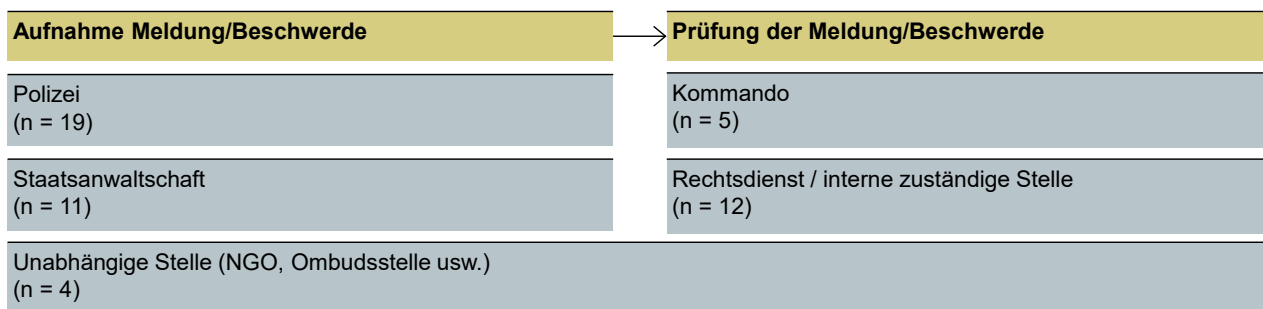 Aufnahme Meldung/Beschwerde
Prüfung der Meldung/Beschwerde
Polizei
(n = 19)
Kommando
(n = 5)
Staatsanwaltschaft
(n = 11)
Rechtsdienst / interne zuständige Stelle
(n = 12)
Unabhängige Stelle (NGO, Ombudsstelle usw.)
(n = 4)